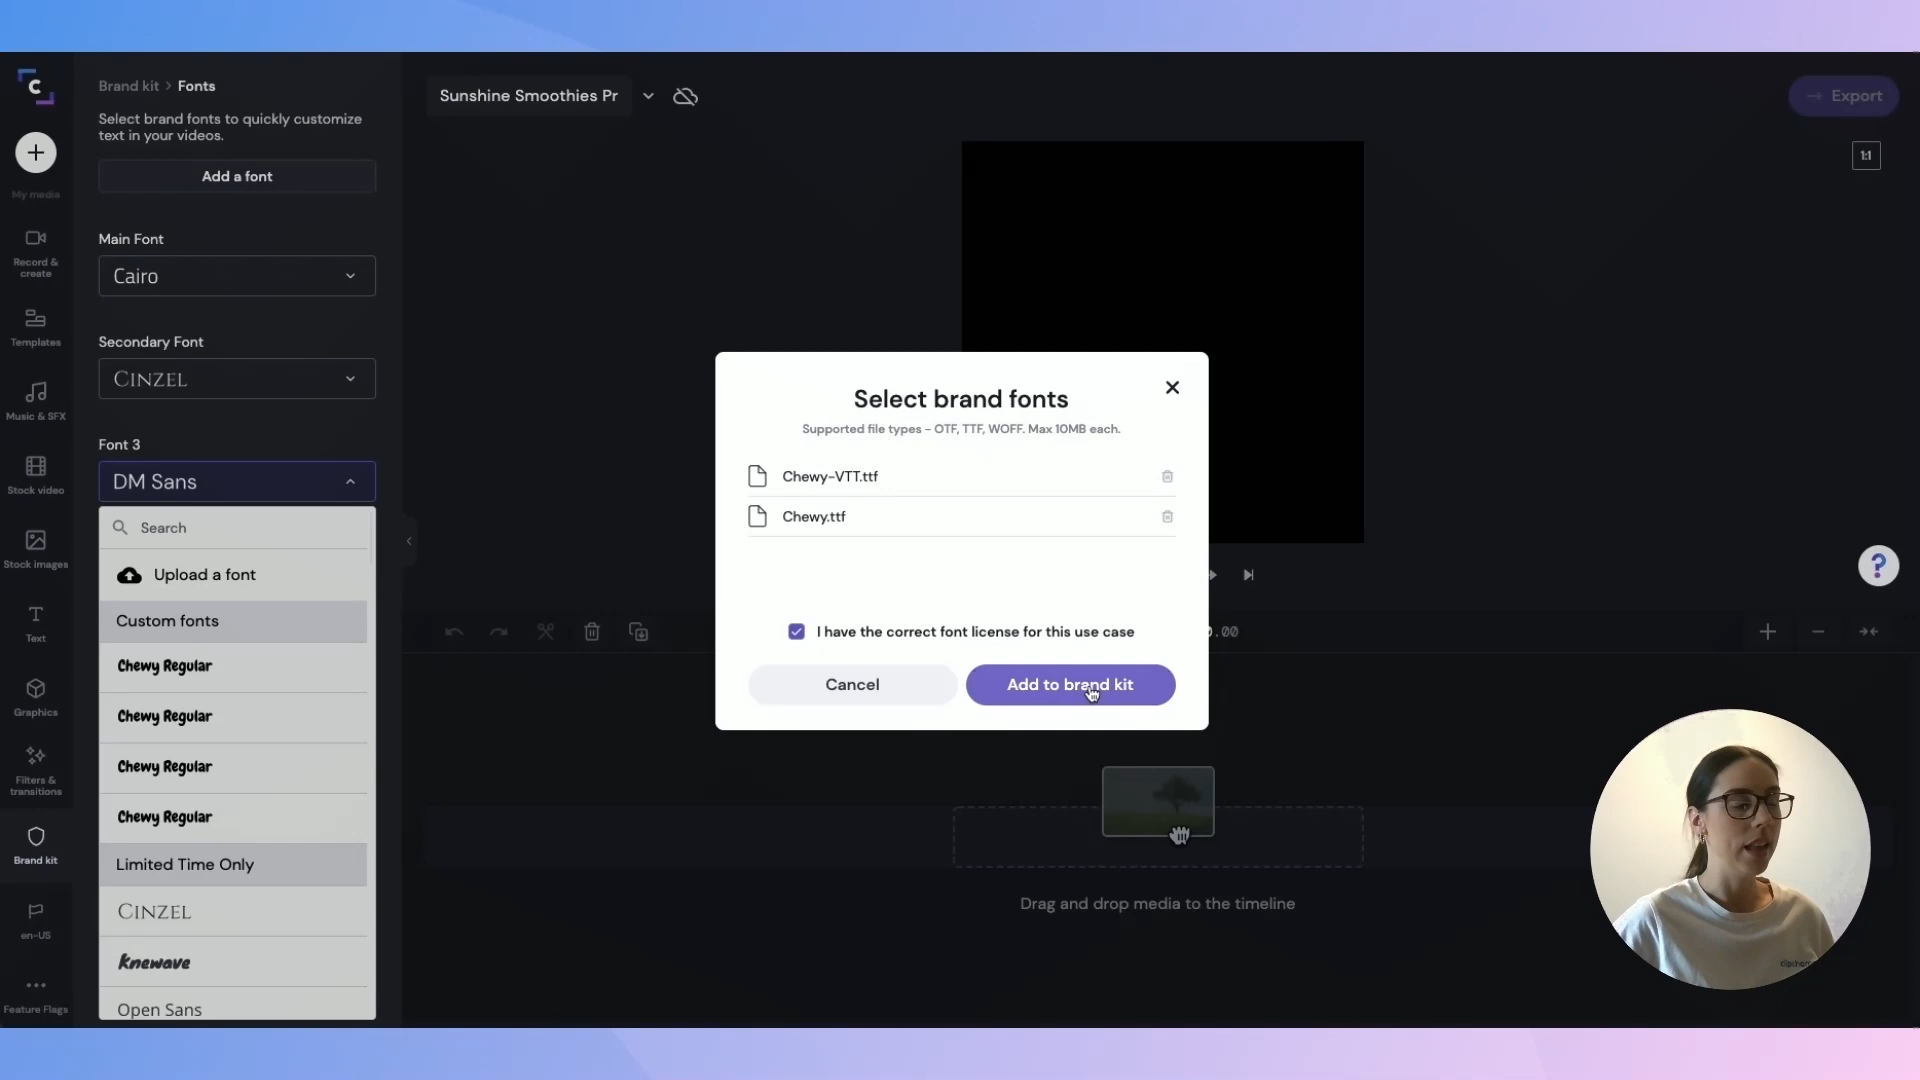 Brand kit > Fonts
Select brand fonts to quickly customize
text in your videos.
Add a font
Main Font
Cairo
Secondary Font
CINZEL
Font 3
DM Sans
Search
Upload a font
Custom fonts
Chewy Regular
Chewy Regular
Chewy Regular
Chewy Regular
Limited Time Only
CINZEL
Knewave
Open Sans
C
My media
Record &
create
Templates
Music & SFX
Stock video
Stock images
T
Text
Graphics
Filters &
transitions
Brand kit
en-US
Feature Flags
Sunshine Smoothies Pr
Export
1:1
Select brand fonts
Supported file types - OTF, TTF, WOFF. Max 10MB each.
Chewy-VTT.ttf
Chewy.ttf
I have the correct font license for this use case
Cancel
Add to brand kit
0.00
?
Drag and drop media to the timeline